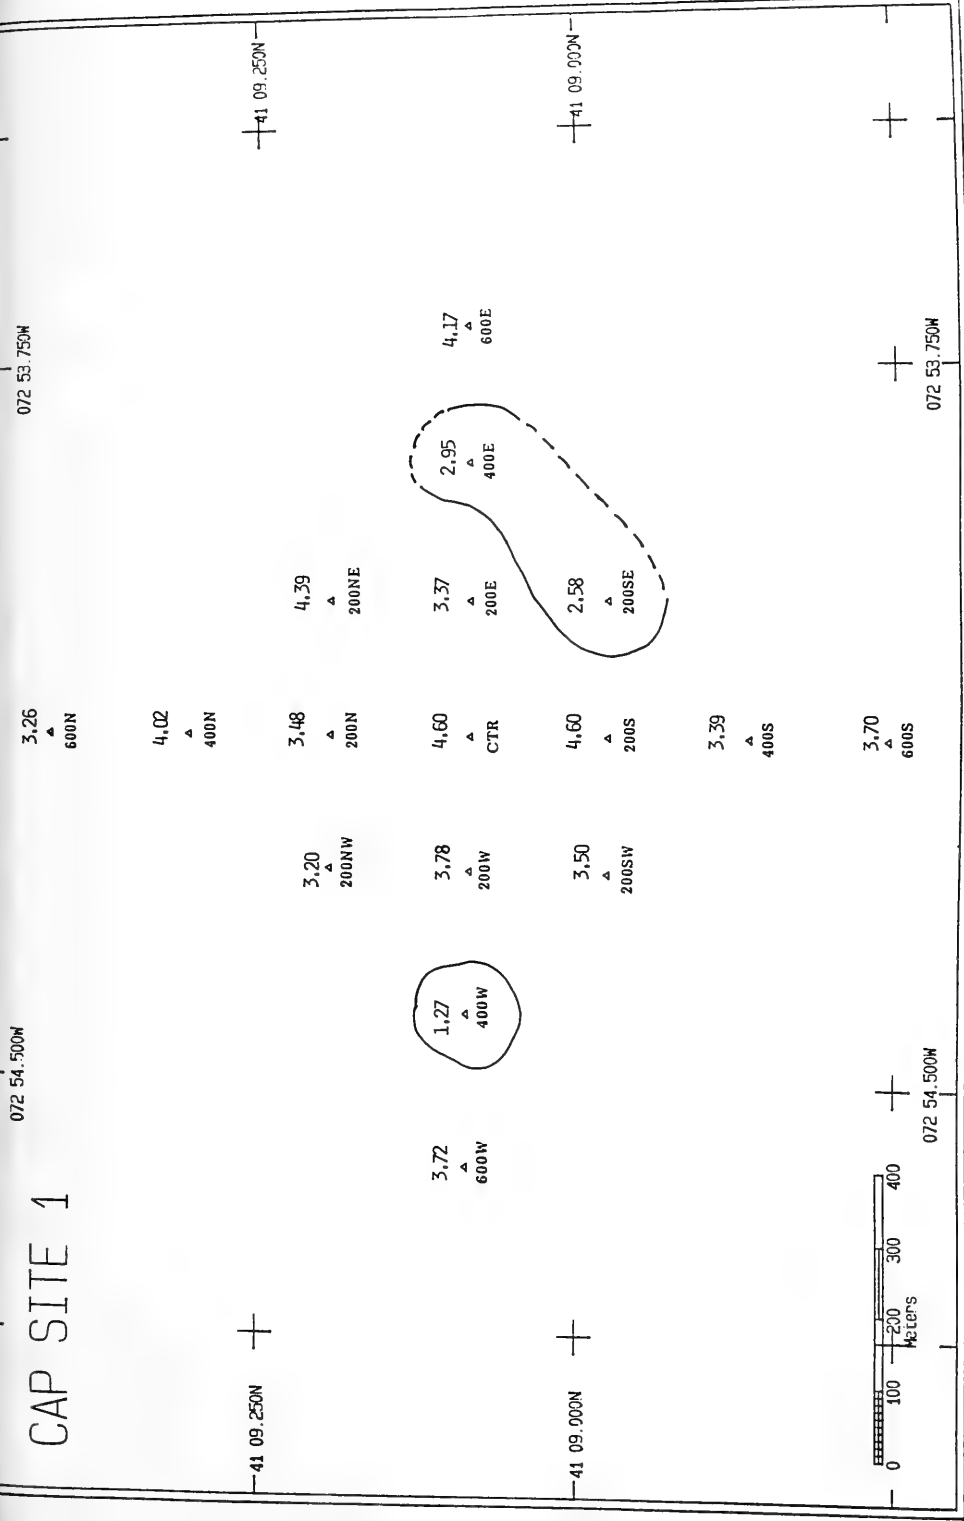 CAP SITE 1
072 54.500W
072 53.750W
3.26
600N
4.02
400N
41 09.250N
41 09.250N
3.20
200NW
3.48
200N
4.39
200NE
3.72
600W
1.27
400W
3.78
200W
4.60
CTR
3.37
200E
2.95
400E
4.17
600E
41 09.000N
41 09.000N
3.50
200SW
4.60
200S
2.58
200SE
3.39
400S
3.70
600S
0 100 200 300 400
Meters
072 54.500W
072 53.750W